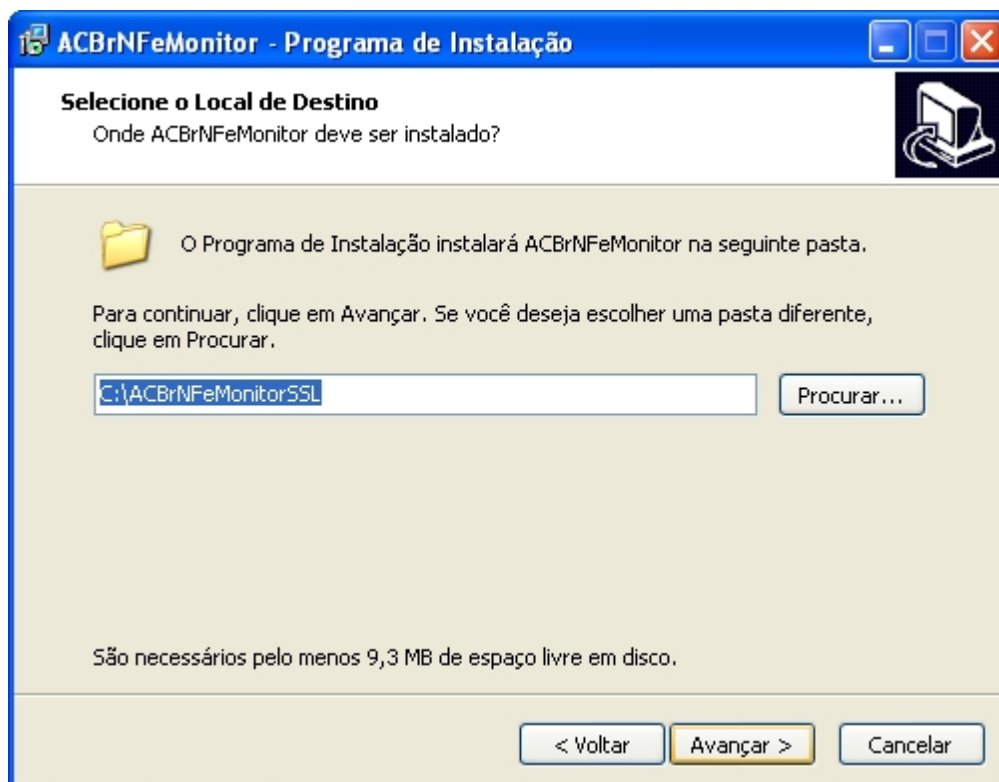 ACBrNFeMonitor - Programa de Instalação
Selecione o Local de Destino
Onde ACBrNFeMonitor deve ser instalado?
O Programa de Instalação instalará ACBrNFeMonitor na seguinte pasta.
Para continuar, clique em Avançar. Se você deseja escolher uma pasta diferente,
clique em Procurar.
C:\ACBrNFeMonitorSSL
Procurar...
São necessários pelo menos 9,3 MB de espaço livre em disco.
< Voltar
Avançar >
Cancelar